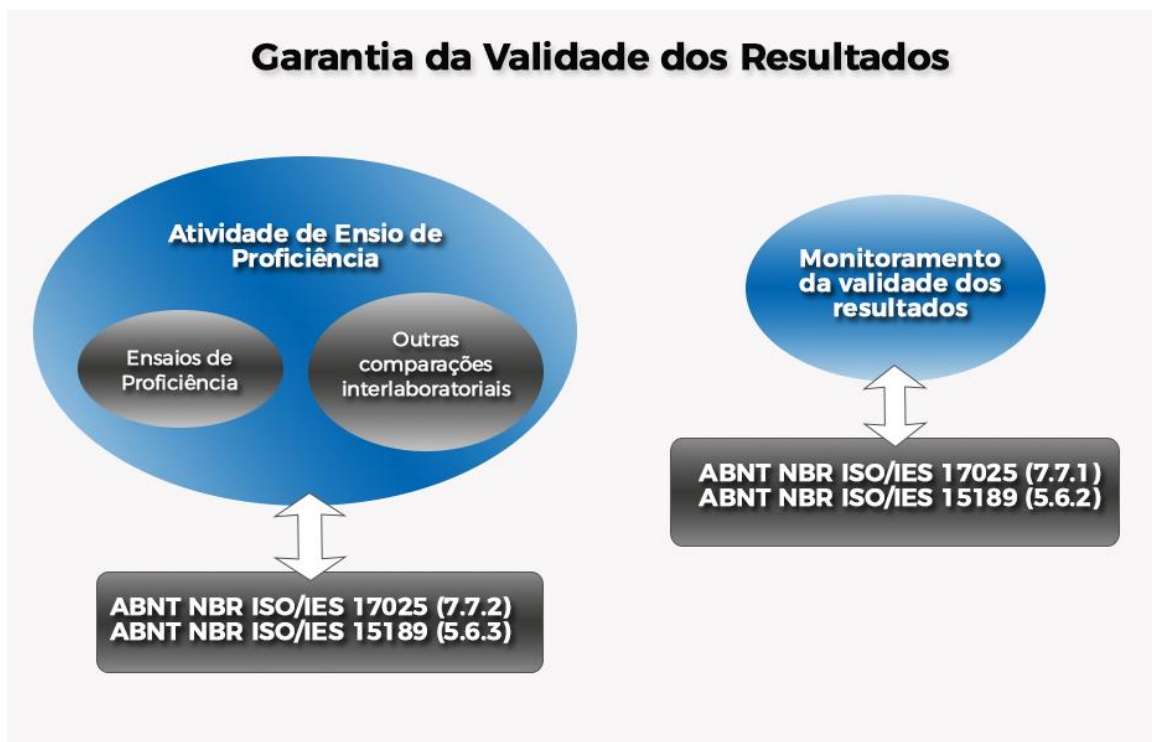 Garantia da Validade dos Resultados
Atividade de Ensio de
Proficiência
Ensaios de
Proficiência
Outras
comparações
interlaboratoriais
ABNT NBR ISO/IES 17025 (7.7.2)
ABNT NBR ISO/IES 15189 (5.6.3)
Monitoramento
da validade dos
resultados
ABNT NBR ISO/IES 17025 (7.7.1)
ABNT NBR ISO/IES 15189 (5.6.2)